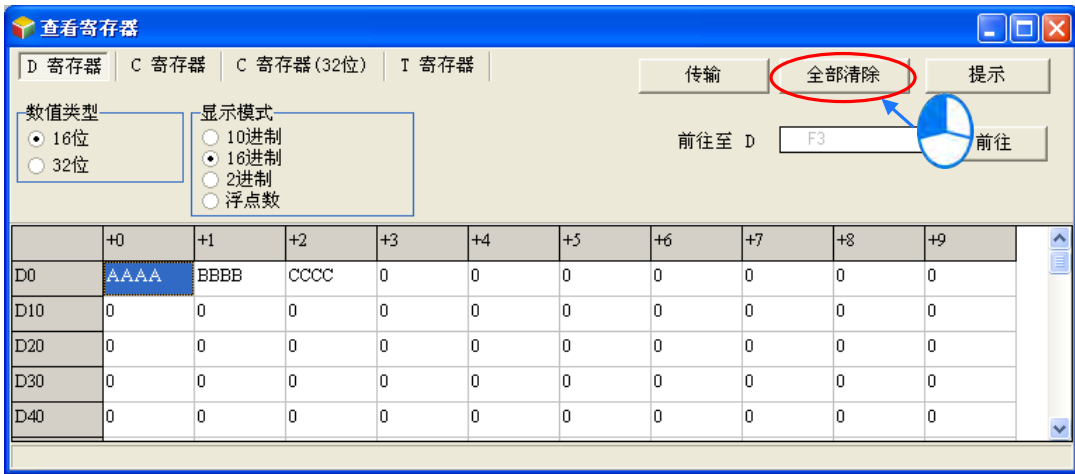 查看寄存器
D 寄存器 C 寄存器 C 寄存器(32位) T 寄存器
传输 全部清除 提示
数值类型 显示模式
16位 10进制
32位 16进制
2进制
浮点数
前往至 D F3 前往
+0 +1 +2 +3 +4 +5 +6 +7 +8 +9
D0 AAAA BBBB CCCC 0 0 0 0 0 0 0
D10 0 0 0 0 0 0 0 0 0 0
D20 0 0 0 0 0 0 0 0 0 0
D30 0 0 0 0 0 0 0 0 0 0
D40 0 0 0 0 0 0 0 0 0 0